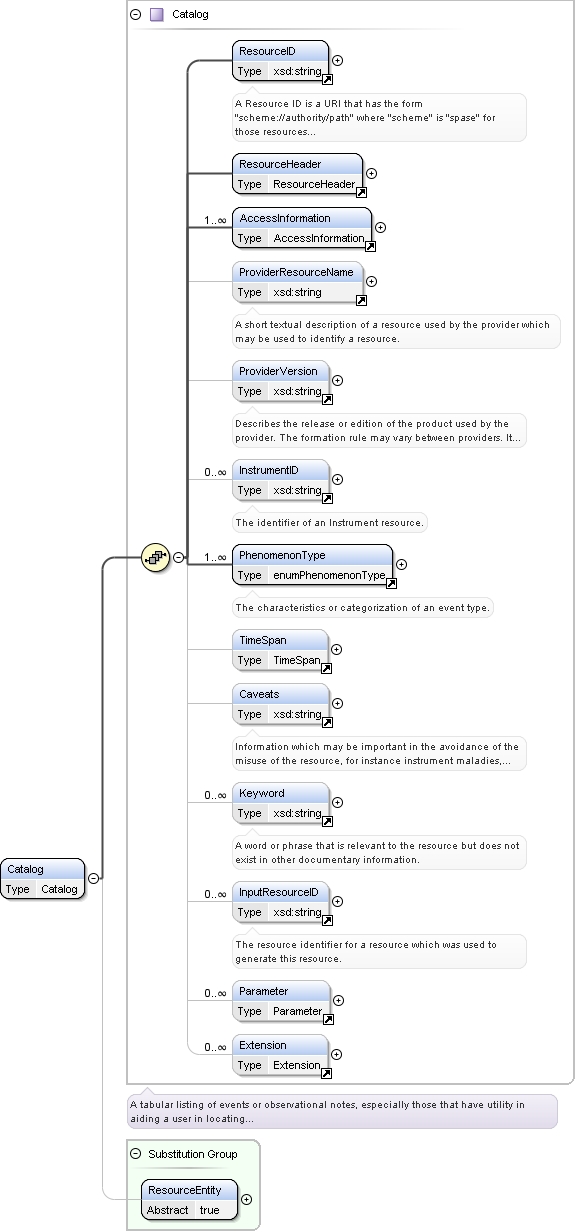 Catalog
ResourceID
Type xsd:string
A Resource ID is a URI that has the form
"scheme://authority/path" where "scheme" is "spase" for
those resources...
ResourceHeader
Type ResourceHeader
1..∞
AccessInformation
Type AccessInformation
ProviderResourceName
Type xsd:string
A short textual description of a resource used by the provider which
may be used to identify a resource.
ProviderVersion
Type xsd:string
Describes the release or edition of the product used by the
provider. The formation rule may vary between providers. It...
0..∞
InstrumentID
Type xsd:string
The identifier of an Instrument resource.
1..∞
PhenomenonType
Type enumPhenomenonType
The characteristics or categorization of an event type.
TimeSpan
Type TimeSpan
Caveats
Type xsd:string
Information which may be important in the avoidance of the
misuse of the resource, for instance instrument maladies,...
0..∞
Keyword
Type xsd:string
A word or phrase that is relevant to the resource but does not
exist in other documentary information.
Catalog
Type Catalog
0..∞
InputResourceID
Type xsd:string
The resource identifier for a resource which was used to
generate this resource.
0..∞
Parameter
Type Parameter
0..∞
Extension
Type Extension
A tabular listing of events or observational notes, especially those that have utility in
aiding a user in locating...
Substitution Group
ResourceEntity
Abstract true